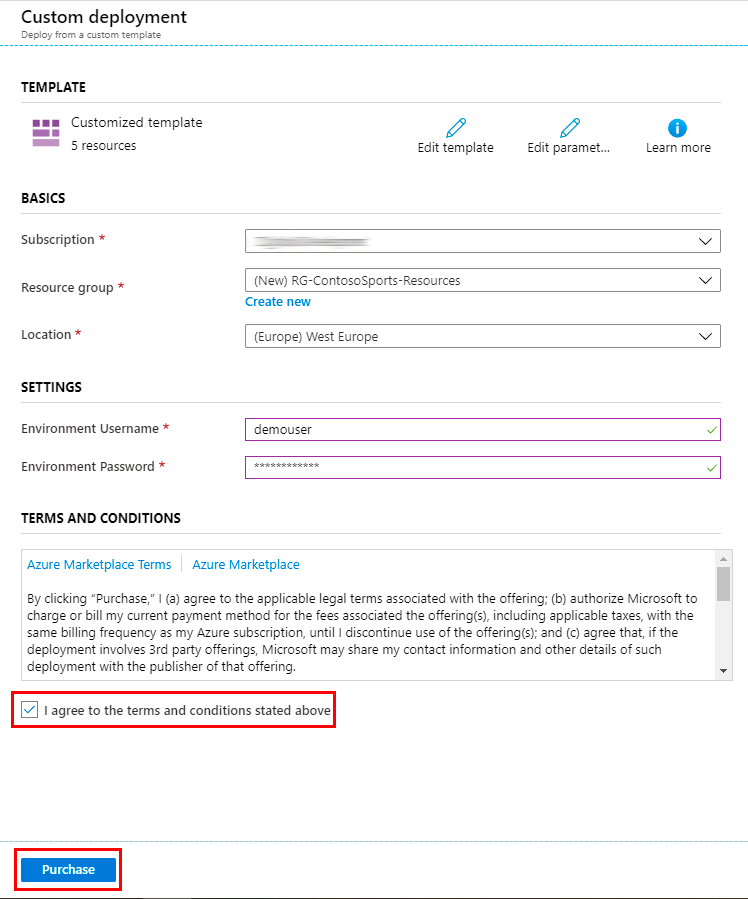 Custom deployment
Deploy from a custom template
TEMPLATE
Customized template
5 resources
Edit template
Edit paramet...
Learn more
BASICS
Subscription *
Resource group *
(New) RG-ContosoSports-Resources
Create new
Location *
(Europe) West Europe
SETTINGS
Environment Username *
demouser
Environment Password *
************
TERMS AND CONDITIONS
Azure Marketplace Terms | Azure Marketplace
By clicking “Purchase,” I (a) agree to the applicable legal terms associated with the offering; (b) authorize Microsoft to
charge or bill my current payment method for the fees associated the offering(s), including applicable taxes, with the
same billing frequency as my Azure subscription, until I discontinue use of the offering(s); and (c) agree that, if the
deployment involves 3rd party offerings, Microsoft may share my contact information and other details of such
deployment with the publisher of that offering.
I agree to the terms and conditions stated above
Purchase